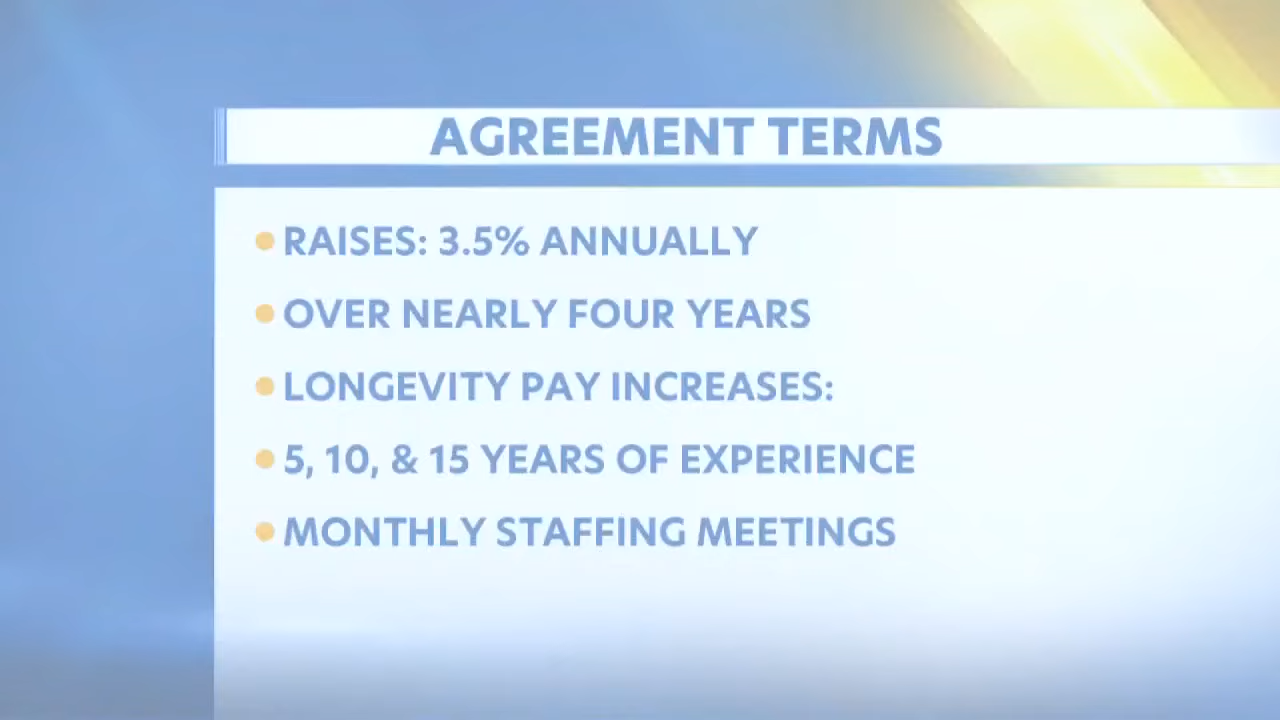 AGREEMENT TERMS
RAISES: 3.5% ANNUALLY
OVER NEARLY FOUR YEARS
LONGEVITY PAY INCREASES:
5, 10, & 15 YEARS OF EXPERIENCE
MONTHLY STAFFING MEETINGS